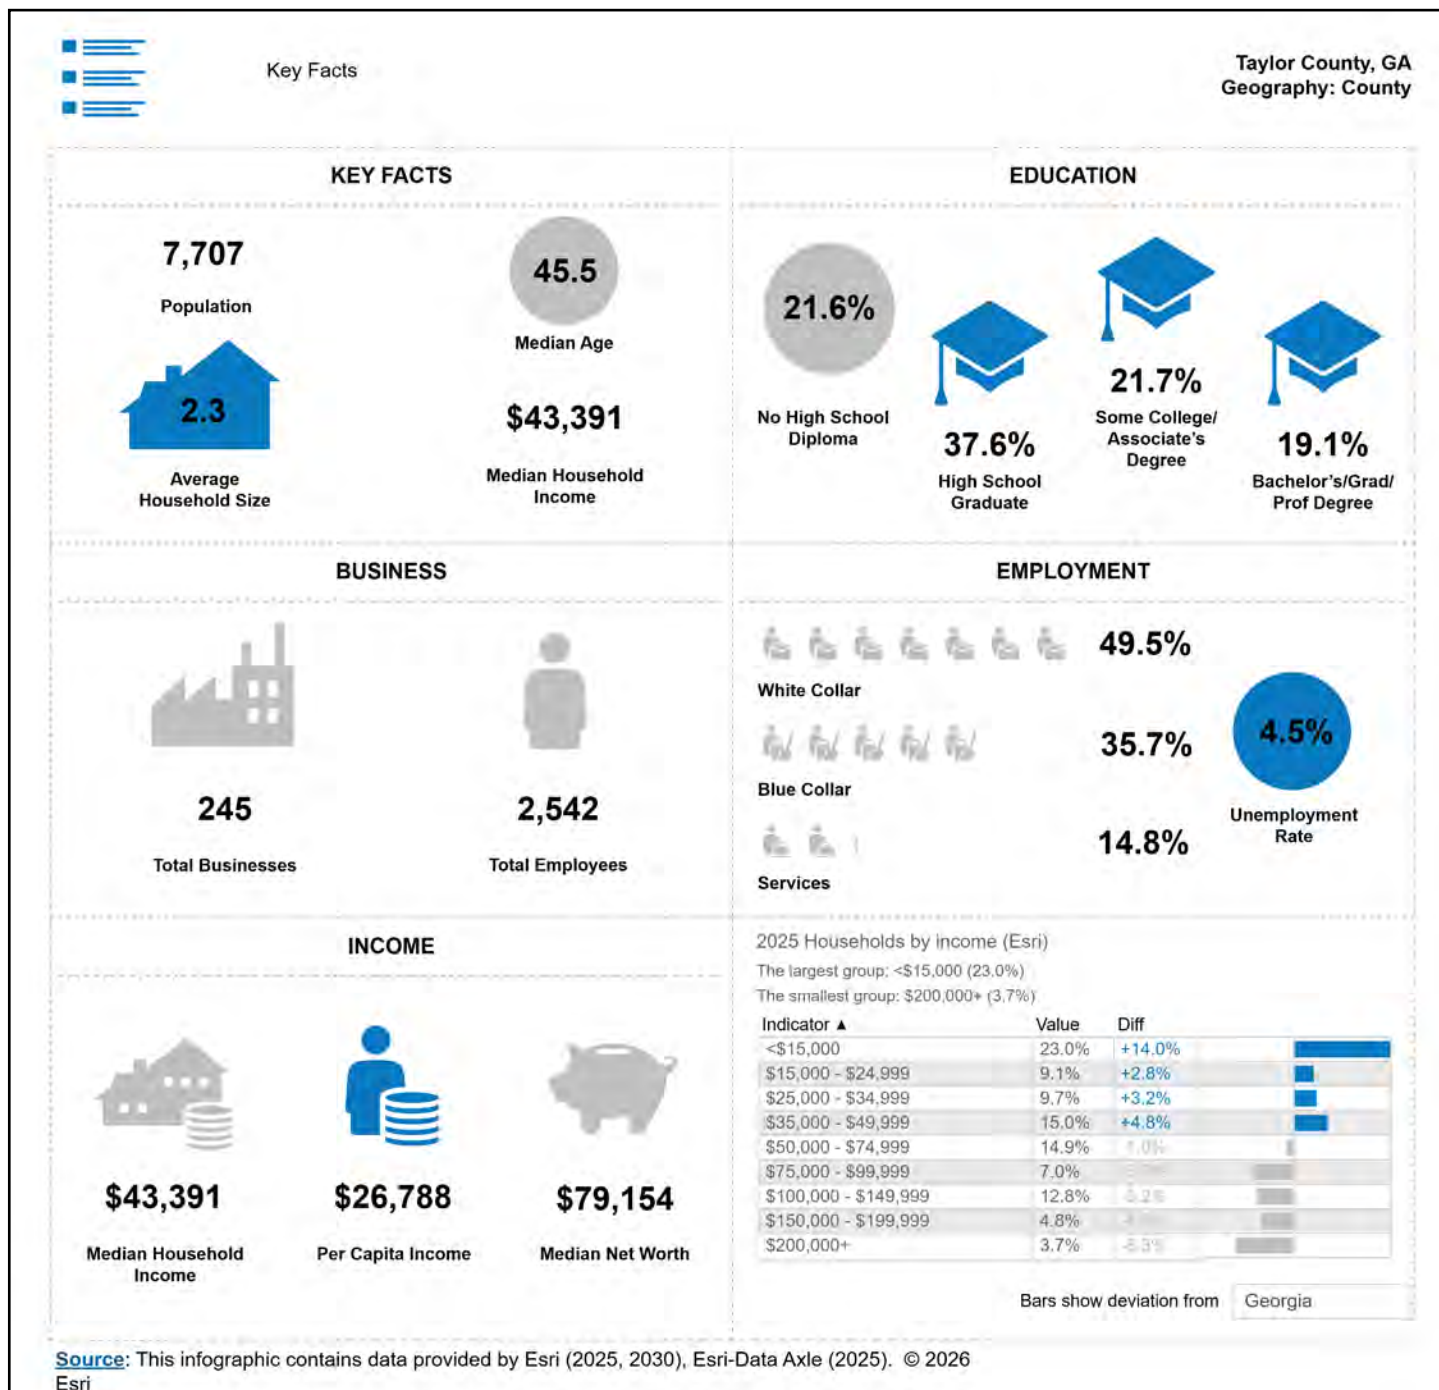 Key Facts
Taylor County, GA
Geography: County
KEY FACTS
7,707
Population
45.5
Median Age
2.3
Average
Household Size
$43,391
Median Household
Income
EDUCATION
21.6%
No High School
Diploma
37.6%
High School
Graduate
21.7%
Some College/
Associate's
Degree
19.1%
Bachelor's/Grad/
Prof Degree
BUSINESS
245
Total Businesses
2,542
Total Employees
EMPLOYMENT
49.5%
White Collar
35.7%
Blue Collar
14.8%
Services
4.5%
Unemployment
Rate
INCOME
$43,391
Median Household
Income
$26,788
Per Capita Income
$79,154
Median Net Worth
2025 Households by income (Esri)
The largest group: <$15,000 (23.0%)
The smallest group: $200,000+ (3.7%)
Indicator ▲ Value Diff
<$15,000 23.0% +14.0%
$15,000 - $24,999 9.1% +2.8%
$25,000 - $34,999 9.7% +3.2%
$35,000 - $49,999 15.0% +4.8%
$50,000 - $74,999 14.9% -1.0%
$75,000 - $99,999 7.0%
$100,000 - $149,999 12.8%
$150,000 - $199,999 4.8%
$200,000+ 3.7%
Bars show deviation from Georgia
Source: This infographic contains data provided by Esri (2025, 2030), Esri-Data Axle (2025). © 2026
Esri